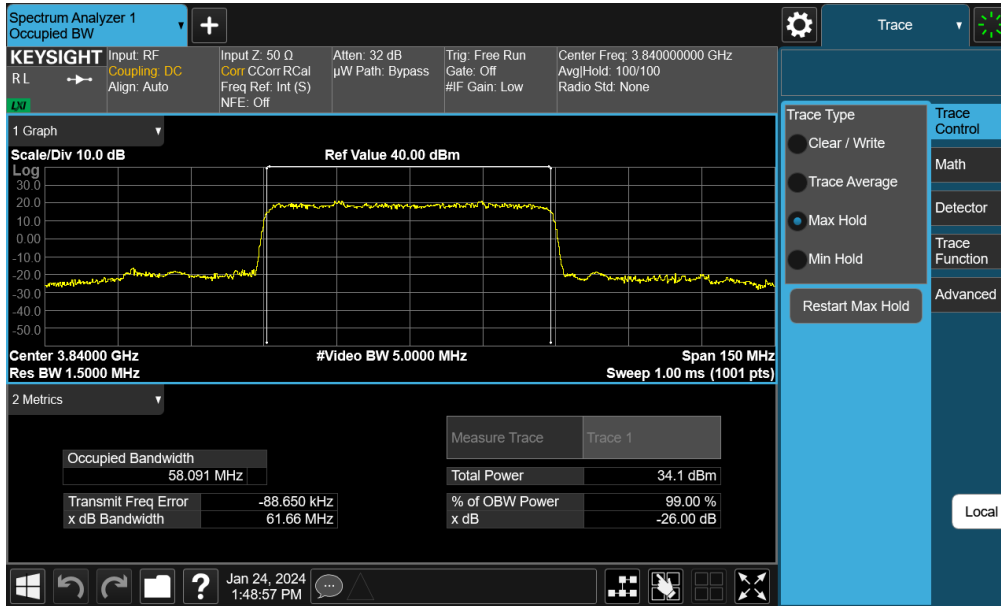 Spectrum Analyzer 1
Occupied BW
Trace
KEYSIGHT
R L
LXI
Input: RF
Coupling: DC
Align: Auto
Input Z: 50 Ω
Corr CCorr RCal
Freq Ref: Int (S)
NFE: Off
Atten: 32 dB
µW Path: Bypass
Trig: Free Run
Gate: Off
#IF Gain: Low
Center Freq: 3.840000000 GHz
Avg|Hold: 100/100
Radio Std: None
1 Graph
Scale/Div 10.0 dB
Ref Value 40.00 dBm
Log
30.0
20.0
10.0
0.00
-10.0
-20.0
-30.0
-40.0
-50.0
Center 3.84000 GHz
#Video BW 5.0000 MHz
Span 150 MHz
Res BW 1.5000 MHz
Sweep 1.00 ms (1001 pts)
2 Metrics
Measure Trace
Trace 1
Occupied Bandwidth
58.091 MHz
Total Power
34.1 dBm
Transmit Freq Error
-88.650 kHz
% of OBW Power
99.00 %
x dB Bandwidth
61.66 MHz
x dB
-26.00 dB
Trace Type
Clear / Write
Trace Average
Max Hold
Min Hold
Restart Max Hold
Trace
Control
Math
Detector
Trace
Function
Advanced
Local
?
Jan 24, 2024
1:48:57 PM